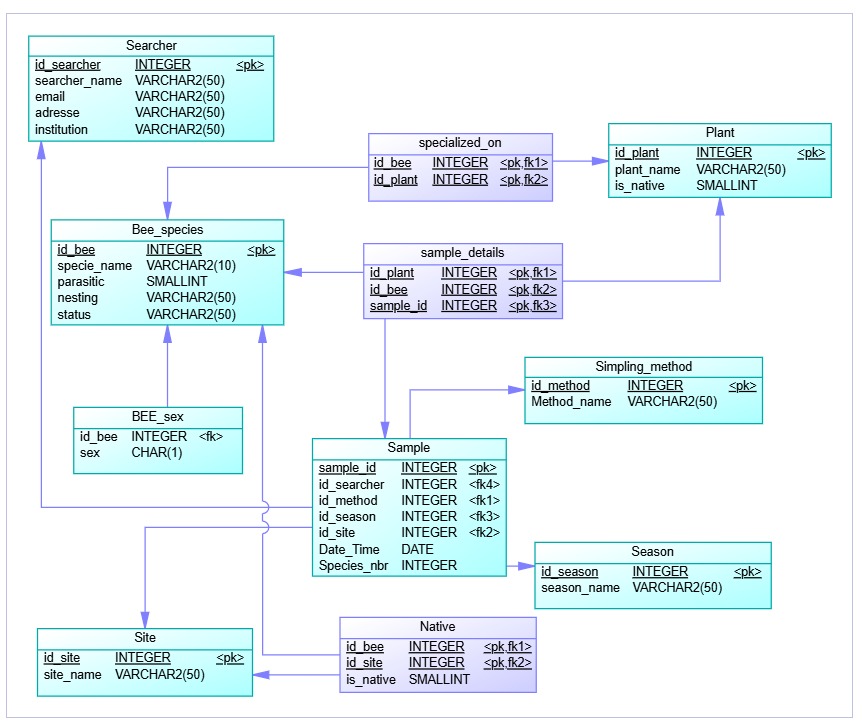 Searcher
id_searcher INTEGER <pk>
searcher_name VARCHAR2(50)
email VARCHAR2(50)
adresse VARCHAR2(50)
institution VARCHAR2(50)
specialized_on
id_bee INTEGER <pk,fk1>
id_plant INTEGER <pk,fk2>
Plant
id_plant INTEGER <pk>
plant_name VARCHAR2(50)
is_native SMALLINT
Bee_species
id_bee INTEGER <pk>
specie_name VARCHAR2(10)
parasitic SMALLINT
nesting VARCHAR2(50)
status VARCHAR2(50)
sample_details
id_plant INTEGER <pk,fk1>
id_bee INTEGER <pk,fk2>
sample_id INTEGER <pk,fk3>
Simpling_method
id_method INTEGER <pk>
Method_name VARCHAR2(50)
BEE_sex
id_bee INTEGER <fk>
sex CHAR(1)
Sample
sample_id INTEGER <pk>
id_searcher INTEGER <fk4>
id_method INTEGER <fk1>
id_season INTEGER <fk3>
id_site INTEGER <fk2>
Date_Time DATE
Species_nbr INTEGER
Season
id_season INTEGER <pk>
season_name VARCHAR2(50)
Site
id_site INTEGER <pk>
site_name VARCHAR2(50)
Native
id_bee INTEGER <pk,fk1>
id_site INTEGER <pk,fk2>
is_native SMALLINT